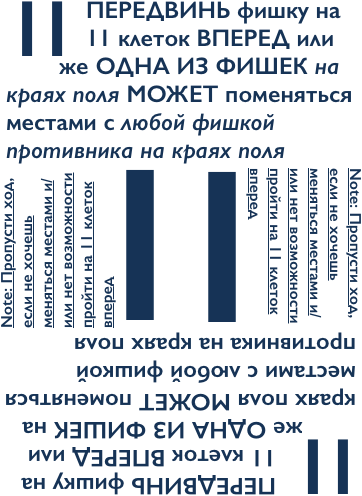 11
ПЕРЕДВИНЬ фишку на
11 клеток ВПЕРЕД или
же ОДНА ИЗ ФИШЕК на
краях поля МОЖЕТ поменяться
местами с любой фишкой
противника на краях поля
Note: Пропусти ход,
если не хочешь
меняться местами и/
или нет возможности
пройти на 11 клеток
вперед
11
Note: Пропусти ход,
если не хочешь
меняться местами и/
или нет возможности
пройти на 11 клеток
вперед
11
ПЕРЕДВИНЬ фишку на
11 клеток ВПЕРЕД или
же ОДНА ИЗ ФИШЕК на
краях поля МОЖЕТ поменяться
местами с любой фишкой
противника на краях поля